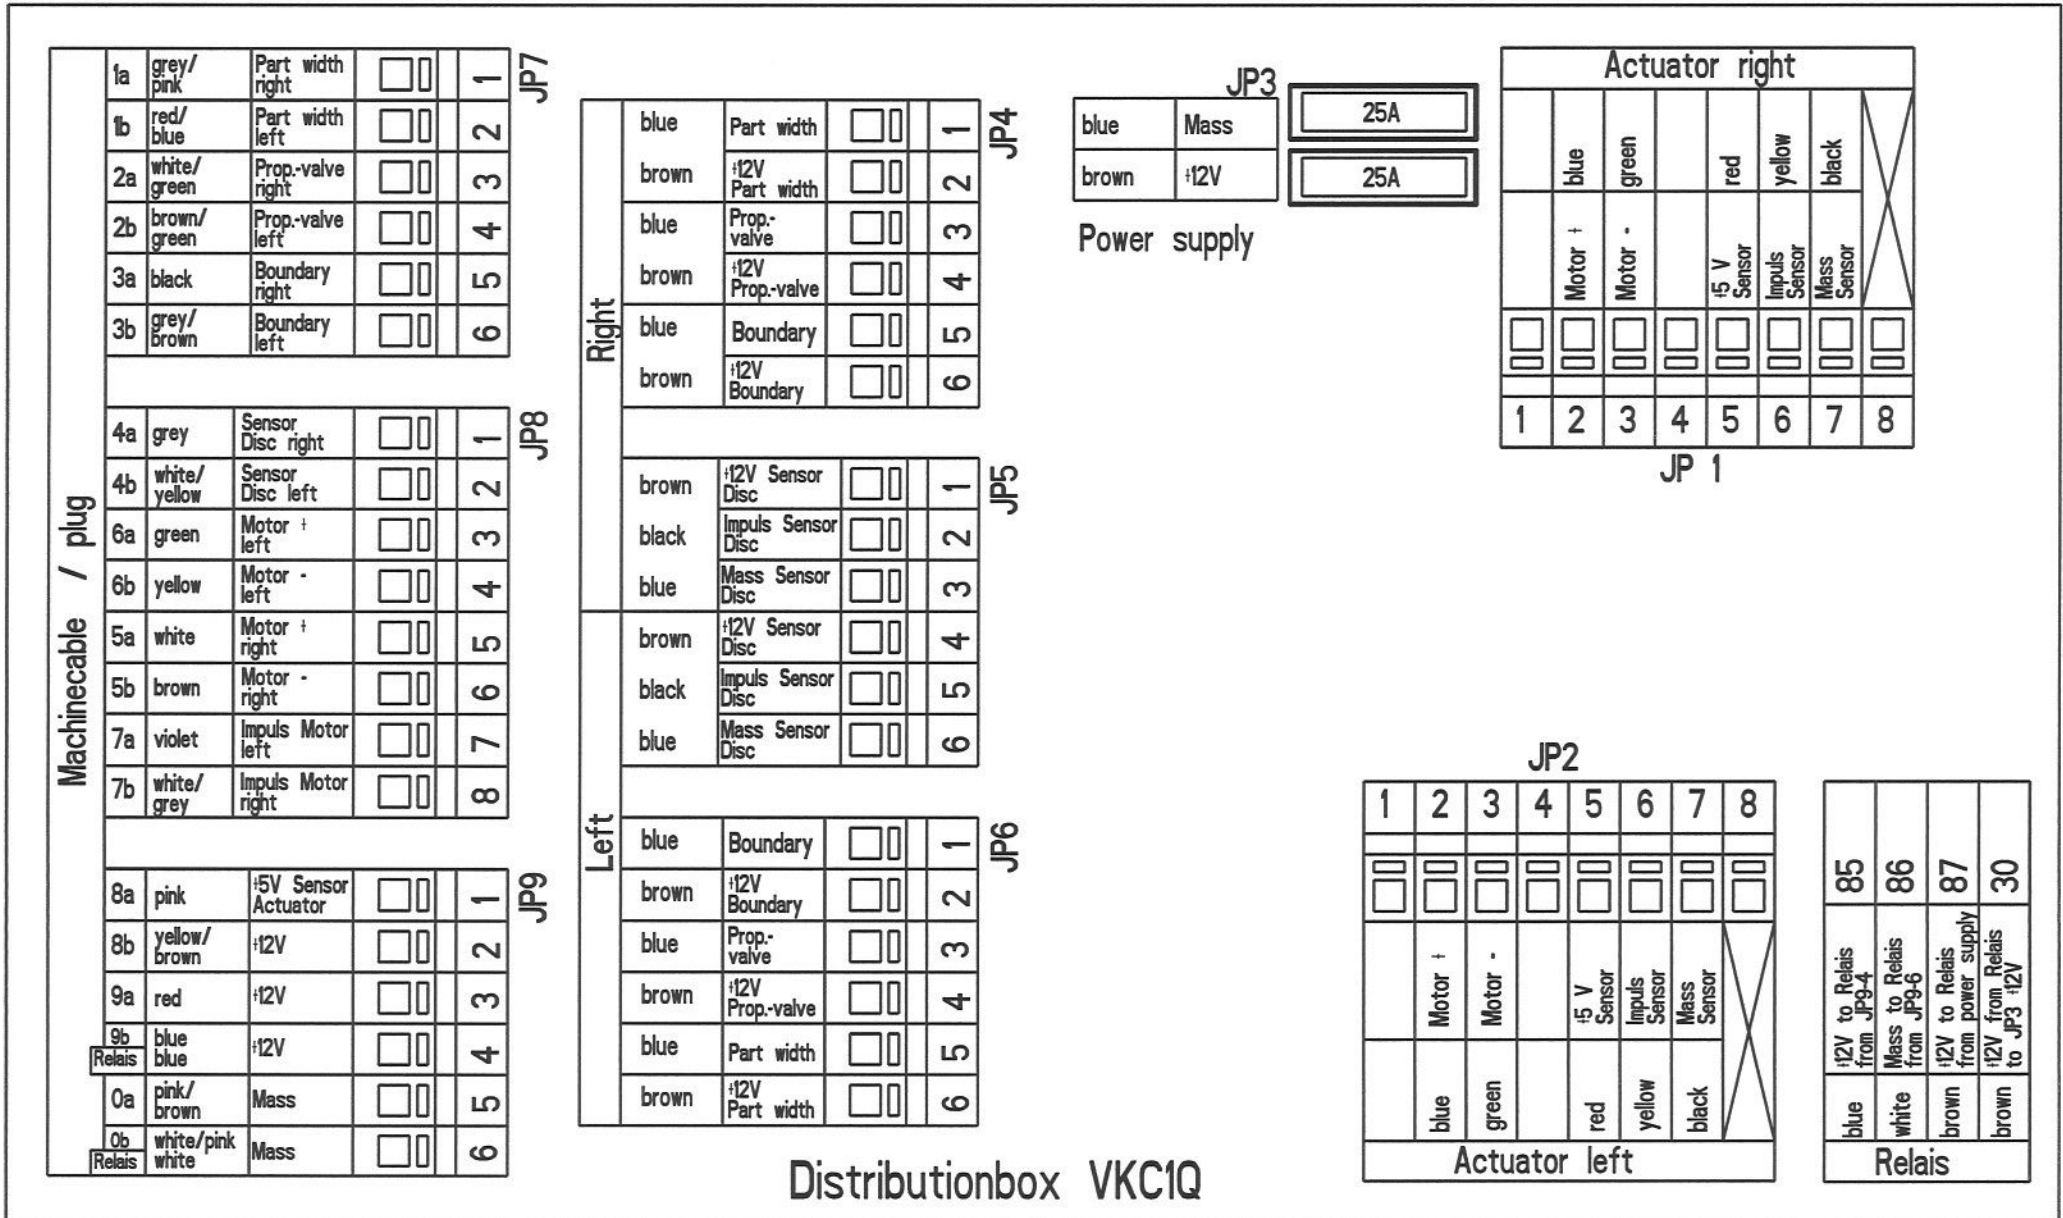 Machinecable / plug
JP7
1a grey/ Part width 1
pink right
1b red/ Part width 2
blue left
2a white/ Prop.-valve 3
green right
2b brown/ Prop.-valve 4
green left
3a black Boundary 5
right
3b grey/ Boundary 6
brown left
JP8
4a grey Sensor 1
Disc right
4b white/ Sensor 2
yellow Disc left
6a green Motor + 3
left
6b yellow Motor - 4
left
5a white Motor + 5
right
5b brown Motor - 6
right
7a violet Impuls Motor 7
left
7b white/ Impuls Motor 8
grey right
JP9
8a pink +5V Sensor 1
Actuator
8b yellow/ +12V 2
brown
9a red +12V 3
9b blue +12V 4
Relais blue
0a pink/ Mass 5
brown
0b white/pink Mass 6
Relais white
Right
JP4
blue Part width 1
brown +12V 2
Part width
blue Prop.- 3
valve
brown +12V 4
Prop.-valve
blue Boundary 5
brown +12V 6
Boundary
JP5
brown +12V Sensor 1
Disc
black Impuls Sensor 2
Disc
blue Mass Sensor 3
Disc
Left
brown +12V Sensor 4
Disc
black Impuls Sensor 5
Disc
blue Mass Sensor 6
Disc
JP6
blue Boundary 1
brown +12V 2
Boundary
blue Prop.- 3
valve
brown +12V 4
Prop.-valve
blue Part width 5
brown +12V 6
Part width
JP3
blue Mass 25A
brown +12V 25A
Power supply
Actuator right
blue green red yellow black
Motor +
Motor -
+5 V
Sensor
Impuls
Sensor
Mass
Sensor
1 2 3 4 5 6 7 8
JP 1
JP2
1 2 3 4 5 6 7 8
Motor +
Motor -
+5 V
Sensor
Impuls
Sensor
Mass
Sensor
blue green red yellow black
Actuator left
85 86 87 30
+12V to Relais
from JP9-4
Mass to Relais
from JP9-6
+12V to Relais
from power supply
+12V from Relais
to JP3 +12V
blue white brown brown
Relais
Distributionbox VKC1Q